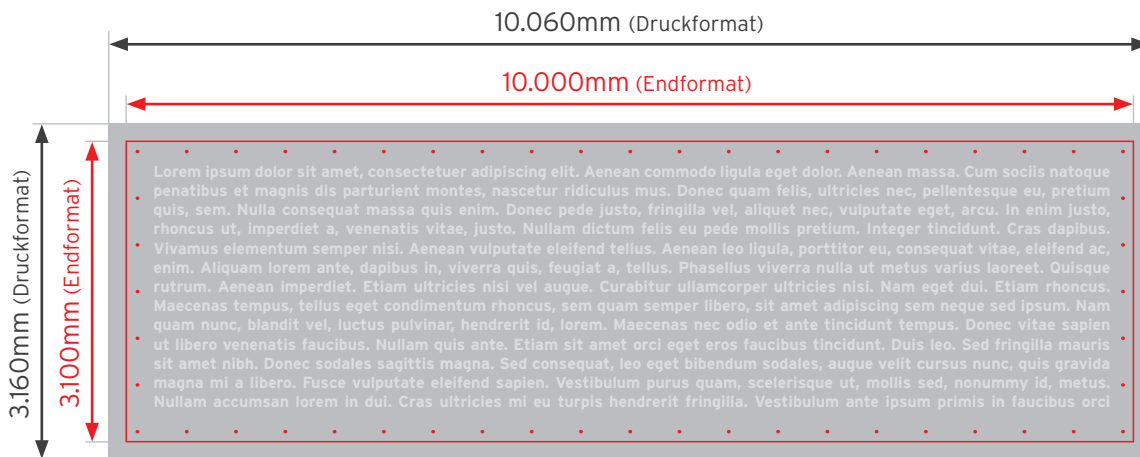 10.060mm (Druckformat)
10.000mm (Endformat)
3.160mm (Druckformat)
3.100mm (Endformat)
Lorem ipsum dolor sit amet, consectetuer adipiscing elit. Aenean commodo ligula eget dolor. Aenean massa. Cum sociis natoque
penatibus et magnis dis parturient montes, nascetur ridiculus mus. Donec quam felis, ultricies nec, pellentesque eu, pretium
quis, sem. Nulla consequat massa quis enim. Donec pede justo, fringilla vel, aliquet nec, vulputate eget, arcu. In enim justo,
rhoncus ut, imperdiet a, venenatis vitae, justo. Nullam dictum felis eu pede mollis pretium. Integer tincidunt. Cras dapibus.
Vivamus elementum semper nisi. Aenean vulputate eleifend tellus. Aenean leo ligula, porttitor eu, consequat vitae, eleifend ac,
enim. Aliquam lorem ante, dapibus in, viverra quis, feugiat a, tellus. Phasellus viverra nulla ut metus varius laoreet. Quisque
rutrum. Aenean imperdiet. Etiam ultricies nisi vel augue. Curabitur ullamcorper ultricies nisi. Nam eget dui. Etiam rhoncus.
Maecenas tempus, tellus eget condimentum rhoncus, sem quam semper libero, sit amet adipiscing sem neque sed ipsum. Nam
quam nunc, blandit vel, luctus pulvinar, hendrerit id, lorem. Maecenas nec odio et ante tincidunt tempus. Donec vitae sapien
ut libero venenatis faucibus. Nullam quis ante. Etiam sit amet orci eget eros faucibus tincidunt. Duis leo. Sed fringilla mauris
sit amet nibh. Donec sodales sagittis magna. Sed consequat, leo eget bibendum sodales, augue velit cursus nunc, quis gravida
magna mi a libero. Fusce vulputate eleifend sapien. Vestibulum purus quam, scelerisque ut, mollis sed, nonummy id, metus.
Nullam accumsan lorem in dui. Cras ultricies mi eu turpis hendrerit fringilla. Vestibulum ante ipsum primis in faucibus orci